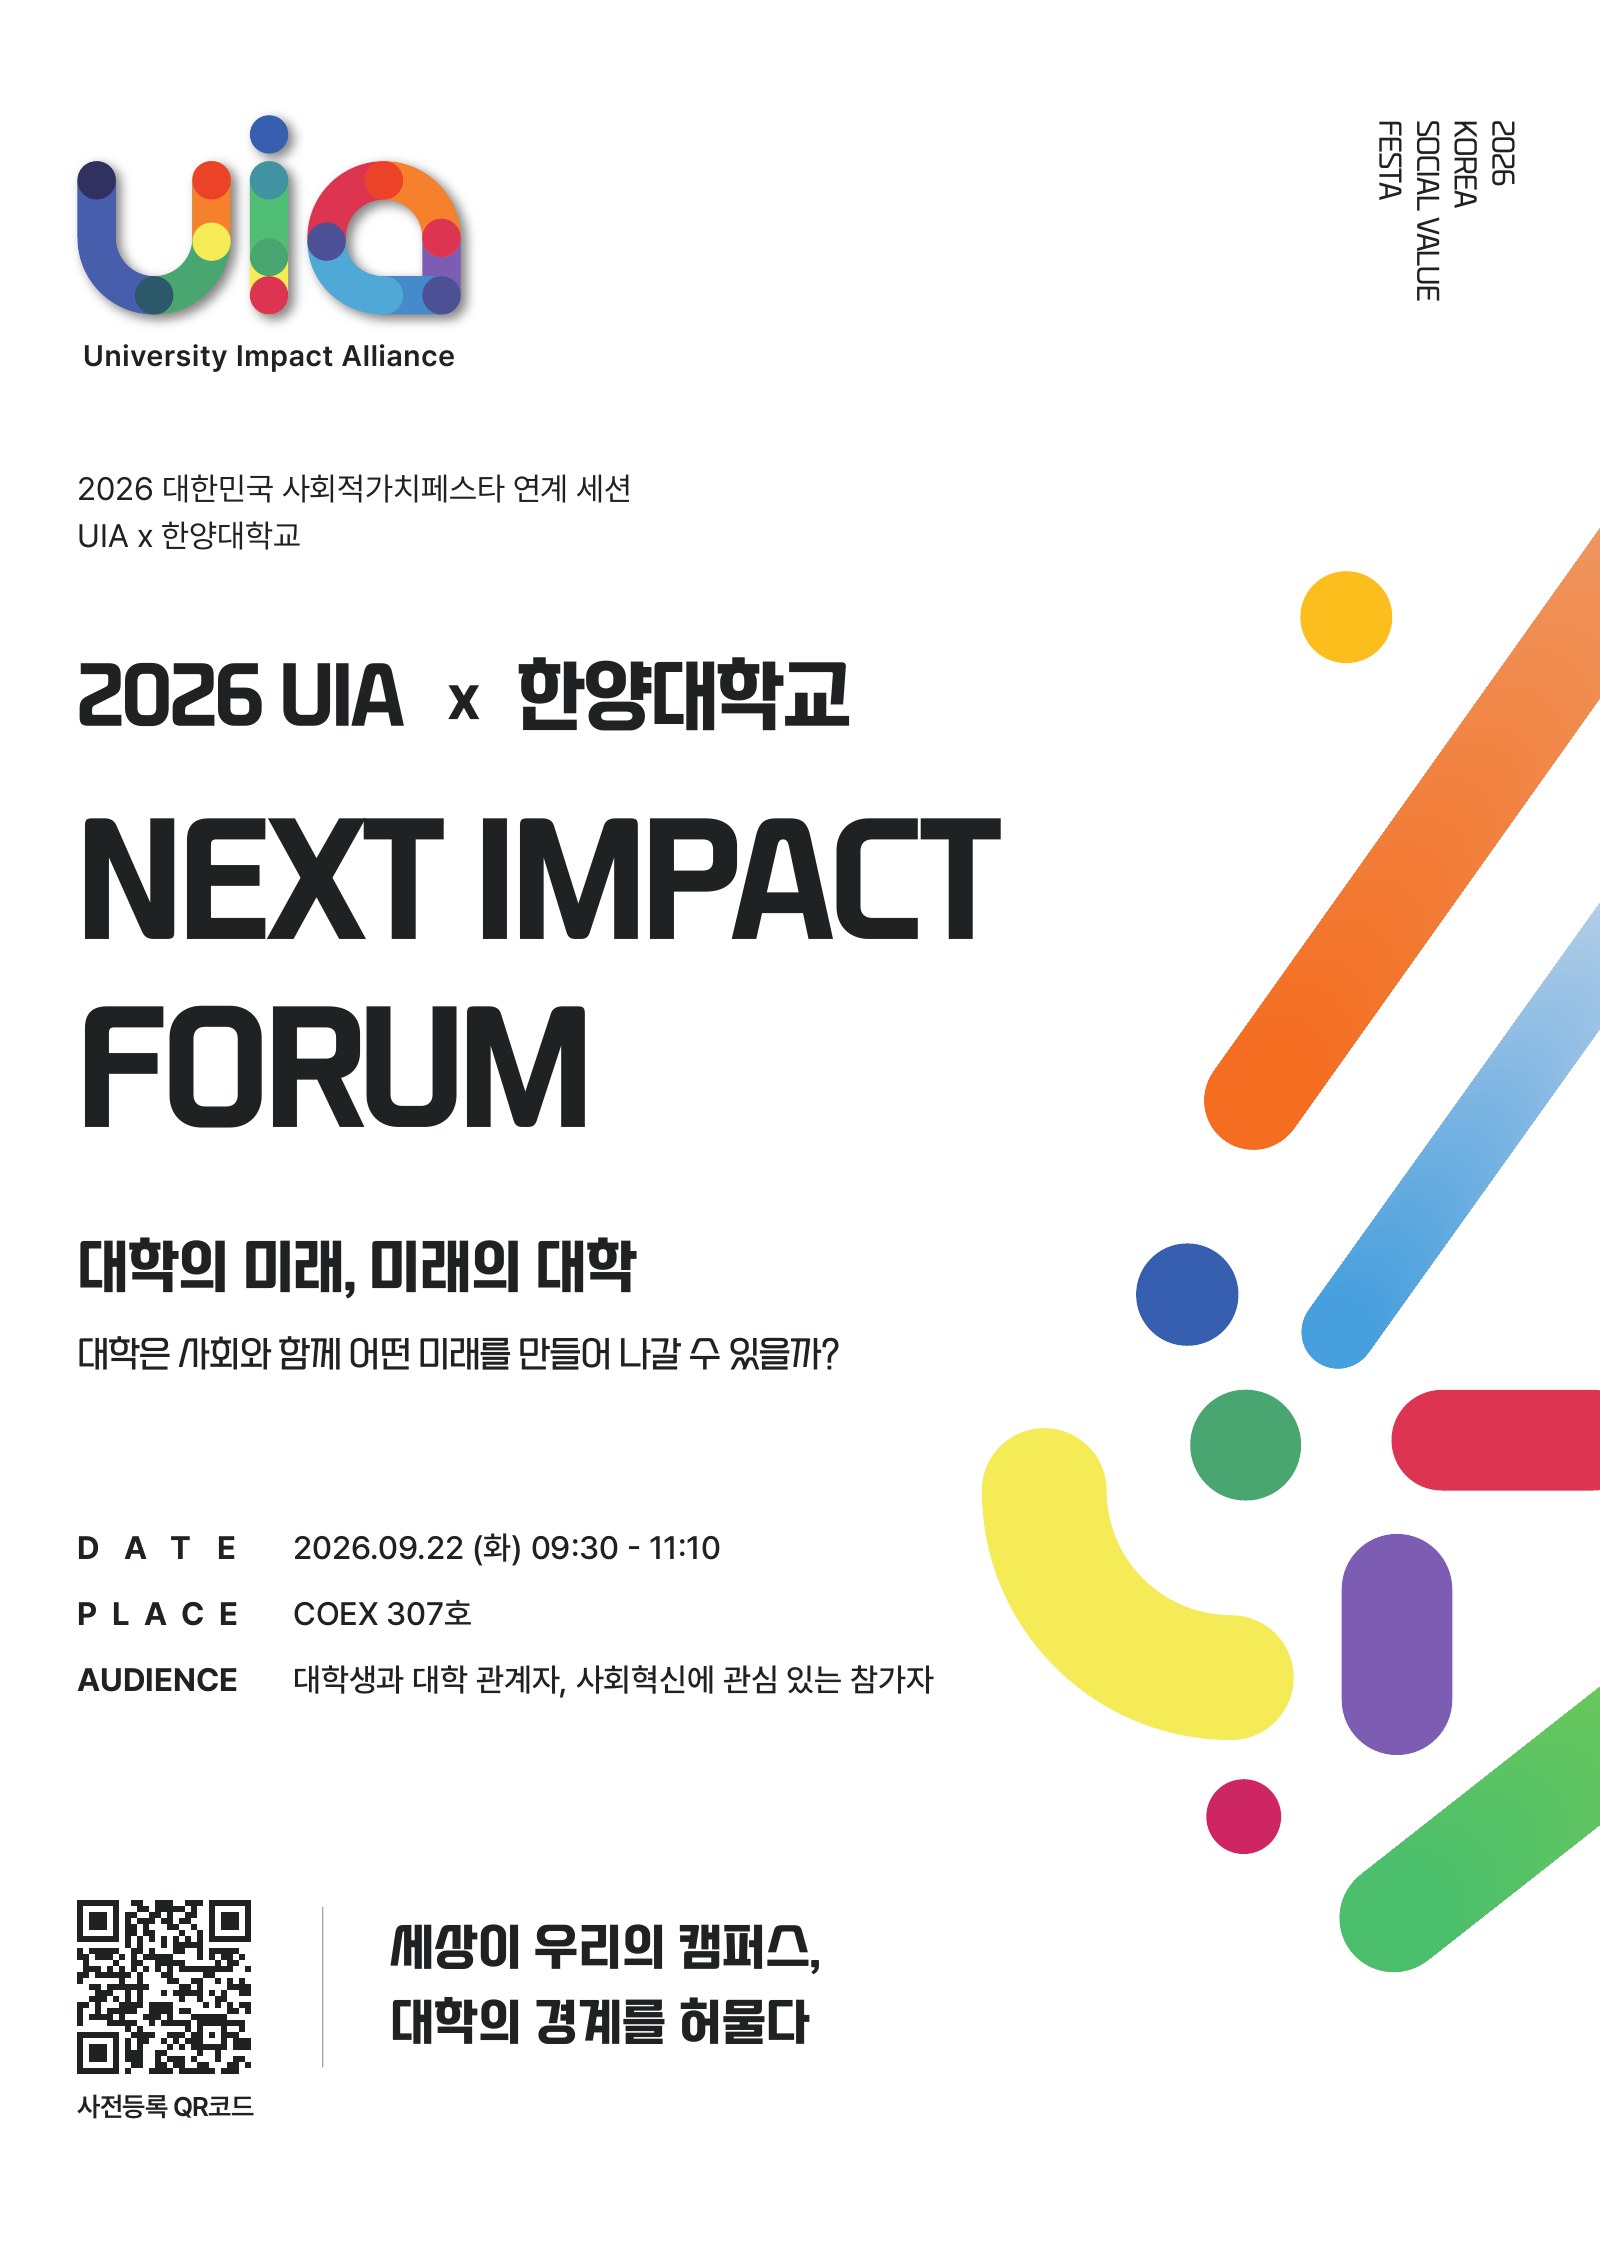 uia
University Impact Alliance
2026
KOREA
SOCIAL VALUE
FESTA
2026 대한민국 사회적가치페스타 연계 세션
UIA x 한양대학교
2026 UIA x 한양대학교
NEXT IMPACT
FORUM
대학의 미래, 미래의 대학
대학은 사회와 함께 어떤 미래를 만들어 나갈 수 있을까?
DATE 2026.09.22 (화) 09:30 - 11:10
PLACE COEX 307호
AUDIENCE 대학생과 대학 관계자, 사회혁신에 관심 있는 참가자
세상이 우리의 캠퍼스,
대학의 경계를 허물다
사전등록 QR코드